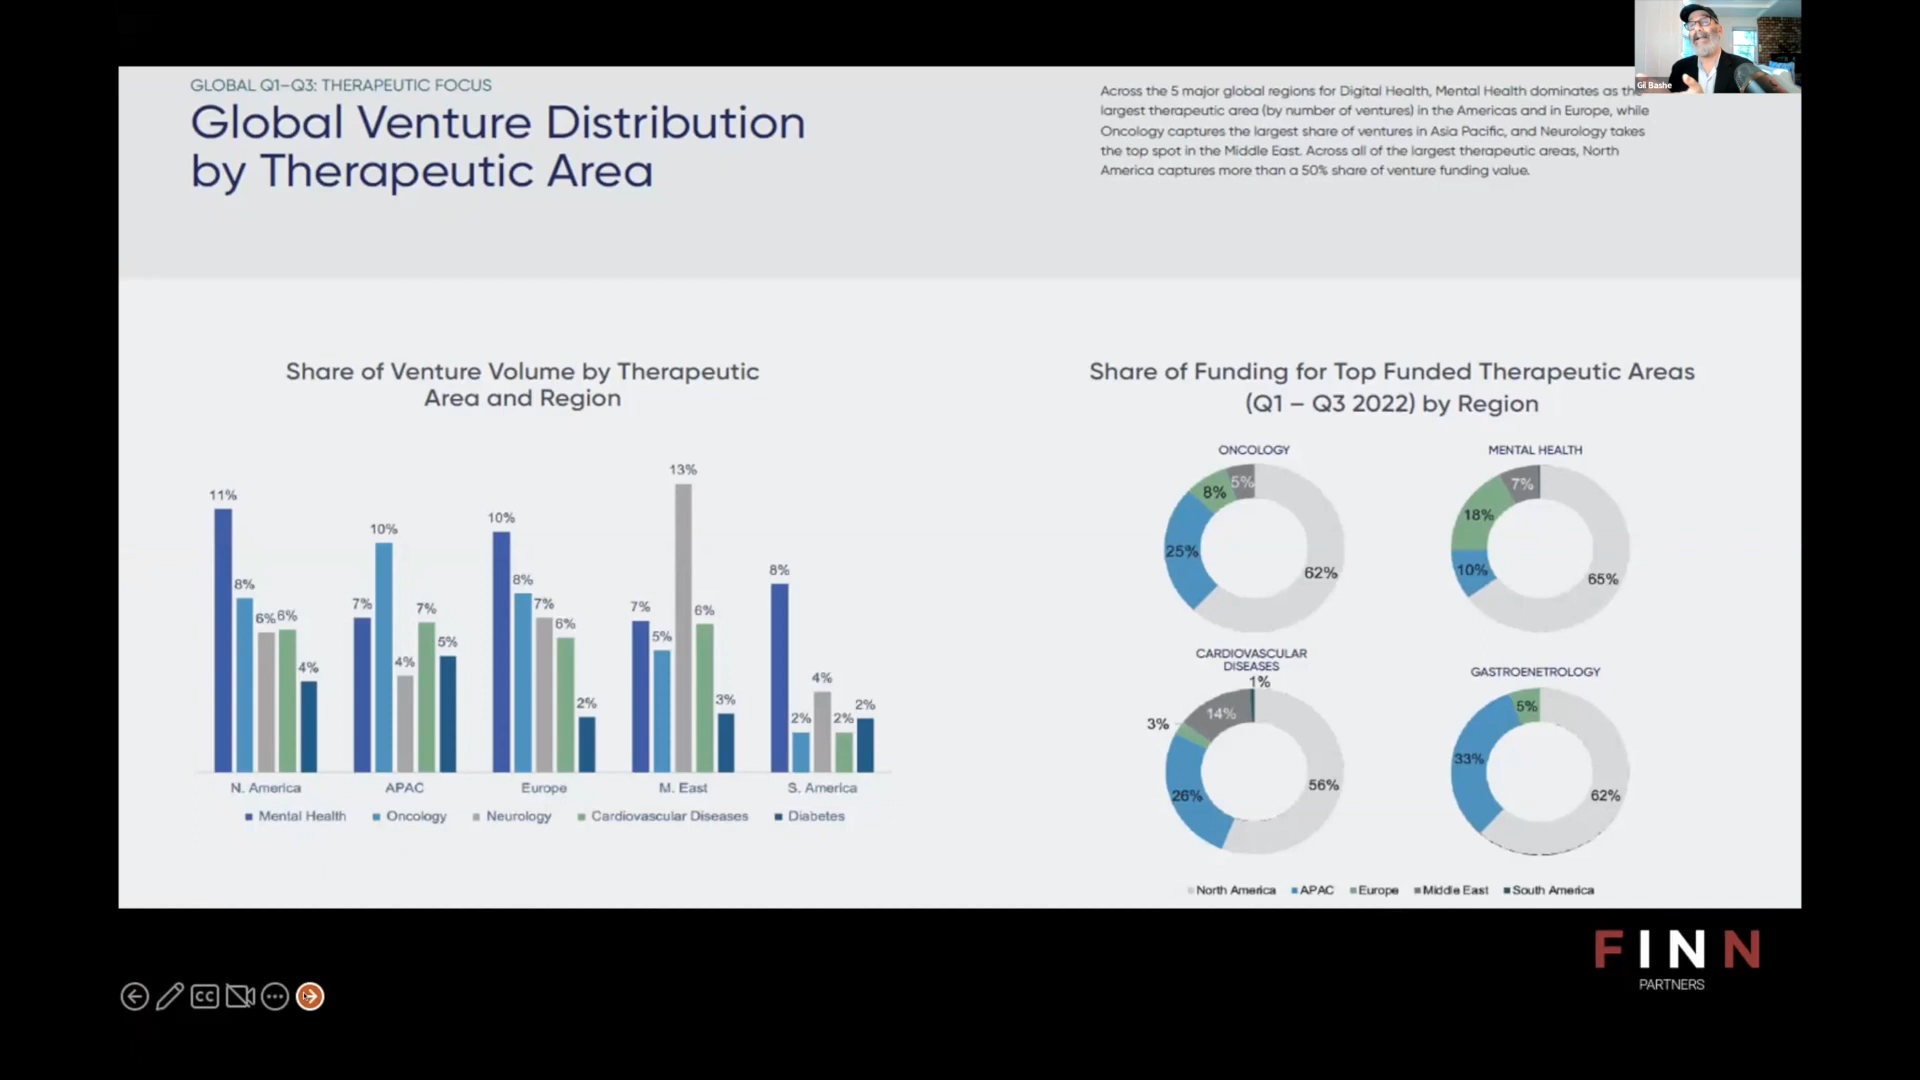 GLOBAL Q1–Q3: THERAPEUTIC FOCUS
Global Venture Distribution
by Therapeutic Area
Across the 5 major global regions for Digital Health, Mental Health dominates as the
largest therapeutic area (by number of ventures) in the Americas and in Europe, while
Oncology captures the largest share of ventures in Asia Pacific, and Neurology takes
the top spot in the Middle East. Across all of the largest therapeutic areas, North
America captures more than a 50% share of venture funding value.
Gil Bashe
Share of Venture Volume by Therapeutic
Area and Region
11%
8%
6%
6%
4%
7%
10%
4%
7%
5%
10%
8%
7%
6%
2%
7%
5%
13%
6%
3%
8%
2%
4%
2%
2%
N. America
APAC
Europe
M. East
S. America
Mental Health
Oncology
Neurology
Cardiovascular Diseases
Diabetes
Share of Funding for Top Funded Therapeutic Areas
(Q1 – Q3 2022) by Region
ONCOLOGY
8%
5%
25%
62%
MENTAL HEALTH
7%
18%
10%
65%
CARDIOVASCULAR
DISEASES
1%
14%
3%
26%
56%
GASTROENETROLOGY
5%
33%
62%
North America
APAC
Europe
Middle East
South America
FINN
PARTNERS
CC